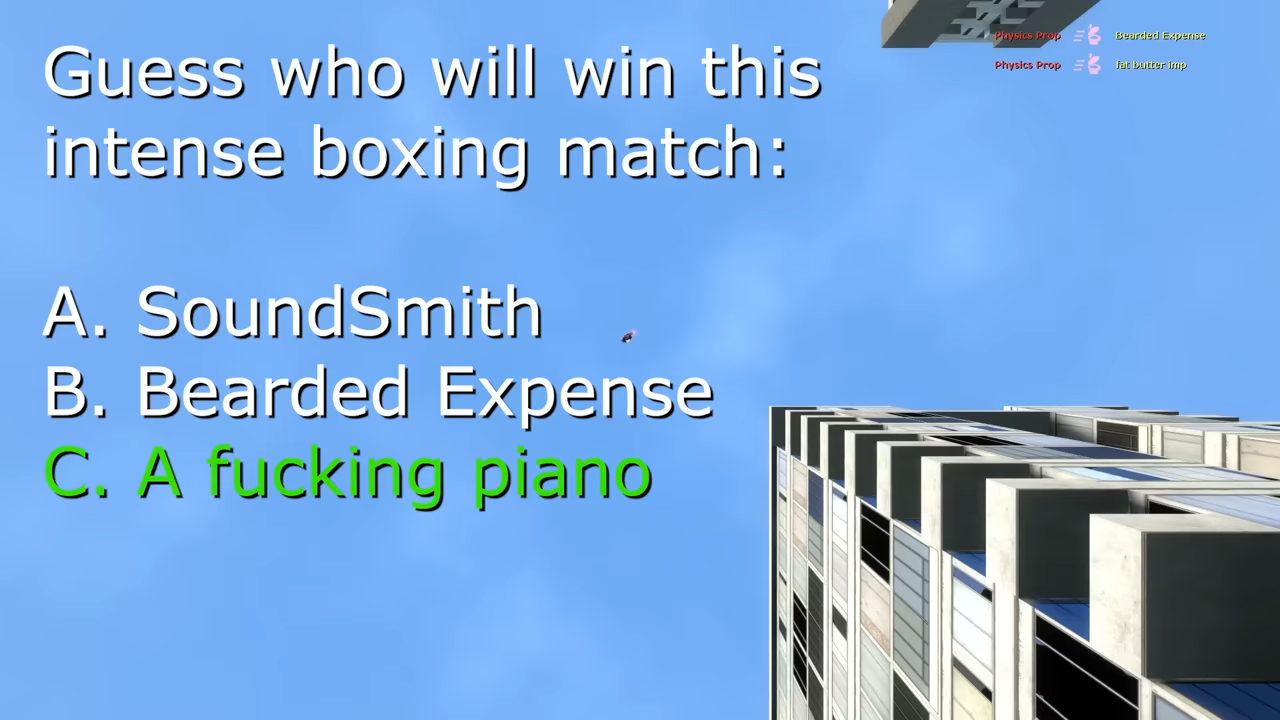 Guess who will win this
intense boxing match:
A. SoundSmith
B. Bearded Expense
C. A fucking piano
Physics Prop Bearded Expense
Physics Prop fat butter imp